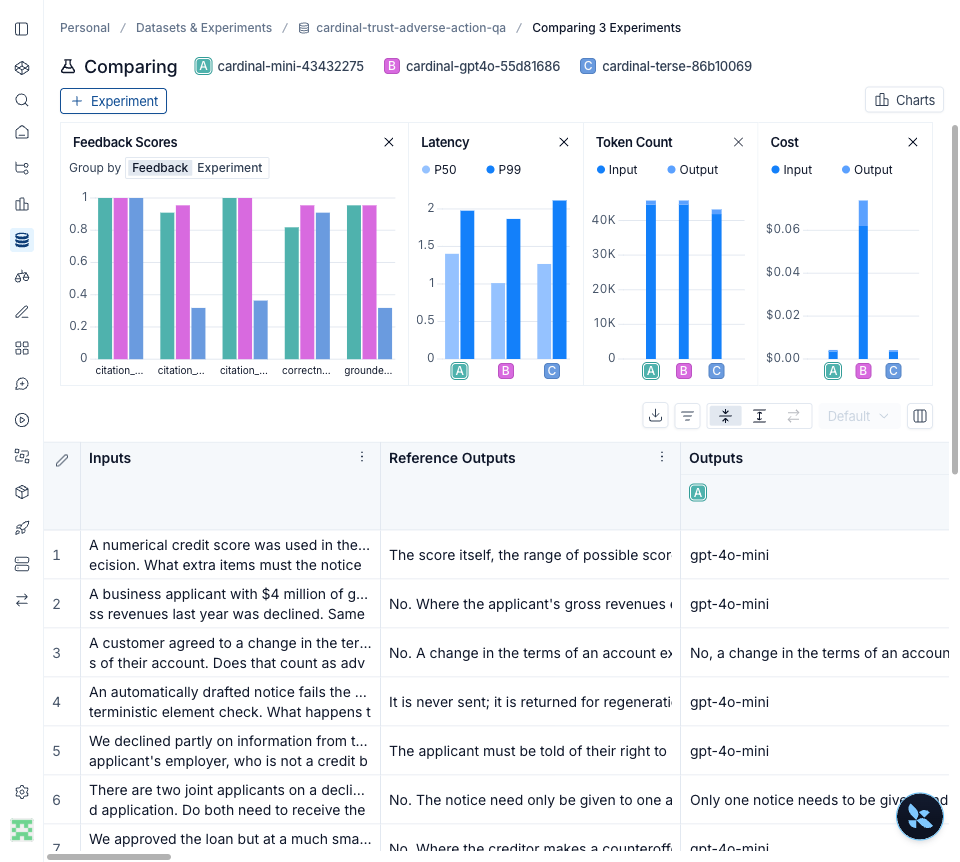 Personal / Datasets & Experiments / cardinal-trust-adverse-action-qa / Comparing 3 Experiments
Comparing A cardinal-mini-43432275 B cardinal-gpt4o-55d81686 C cardinal-terse-86b10069
+ Experiment
Charts
Feedback Scores
Group by Feedback Experiment
1
0.8
0.6
0.4
0.2
0
citation_... citation_... citation_... correctn... grounde...
Latency
P50 P99
2
1.5
1
0.5
0
A B C
Token Count
Input Output
40K
30K
20K
10K
0
A B C
Cost
Input Output
$0.06
$0.04
$0.02
$0.00
A B C
Default
Inputs Reference Outputs Outputs
A
1 A numerical credit score was used in the...
ecision. What extra items must the notice
The score itself, the range of possible scor
gpt-4o-mini
2 A business applicant with $4 million of g...
ss revenues last year was declined. Same
No. Where the applicant's gross revenues
gpt-4o-mini
3 A customer agreed to a change in the ter...
s of their account. Does that count as adv
No. A change in the terms of an account ex
No, a change in the terms of an accoun
4 An automatically drafted notice fails the ...
terministic element check. What happens t
It is never sent; it is returned for regenerati
gpt-4o-mini
5 We declined partly on information from t...
applicant's employer, who is not a credit b
The applicant must be told of their right to
gpt-4o-mini
6 There are two joint applicants on a decli...
d application. Do both need to receive the
No. The notice need only be given to one a
Only one notice needs to be give
7 We approved the loan but at a much sma...
No. Where the creditor makes a counteroff
gpt-4o-mini